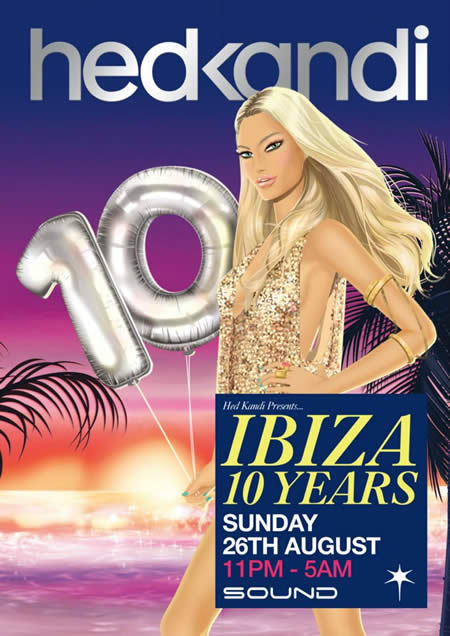 hedkandi
10
Hed Kandi Presents...
IBIZA
10 YEARS
SUNDAY
26TH AUGUST
11PM - 5AM
SOUND